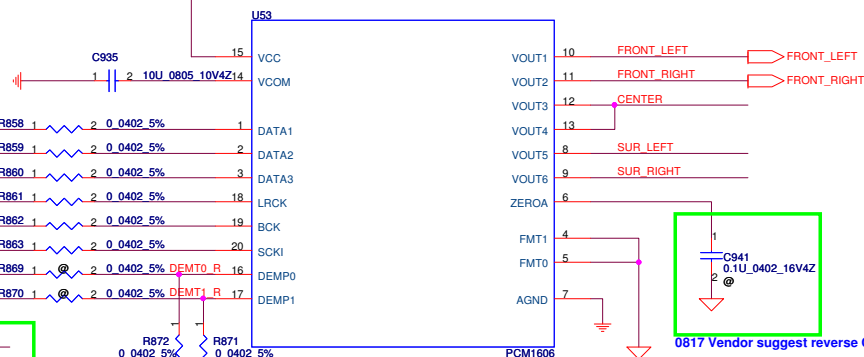 U53
C935
1 2 10U_0805_10V4Z
15 VCC VOUT1 10 FRONT_LEFT FRONT_LEFT
14 VCOM VOUT2 11 FRONT_RIGHT FRONT_RIGHT
VOUT3 12 CENTER
R858 1 2 0_0402_5% 1 DATA1 VOUT4 13
R859 1 2 0_0402_5% 2 DATA2 VOUT5 8 SUR_LEFT
R860 1 2 0_0402_5% 3 DATA3 VOUT6 9 SUR_RIGHT
R861 1 2 0_0402_5% 18 LRCK ZEROA 6
R862 1 2 0_0402_5% 19 BCK
FMT1 4
R863 1 2 0_0402_5% 20 SCKI
FMT0 5
R869 1 @ 2 0_0402_5% DEMT0_R 16 DEMP0
R870 1 @ 2 0_0402_5% DEMT1_R 17 DEMP1 AGND 7
1
C941
0.1U_0402_16V4Z
2 @
1 1
R872 R871
0_0402_5% 0_0402_5%
PCM1606
0817 Vendor suggest reverse